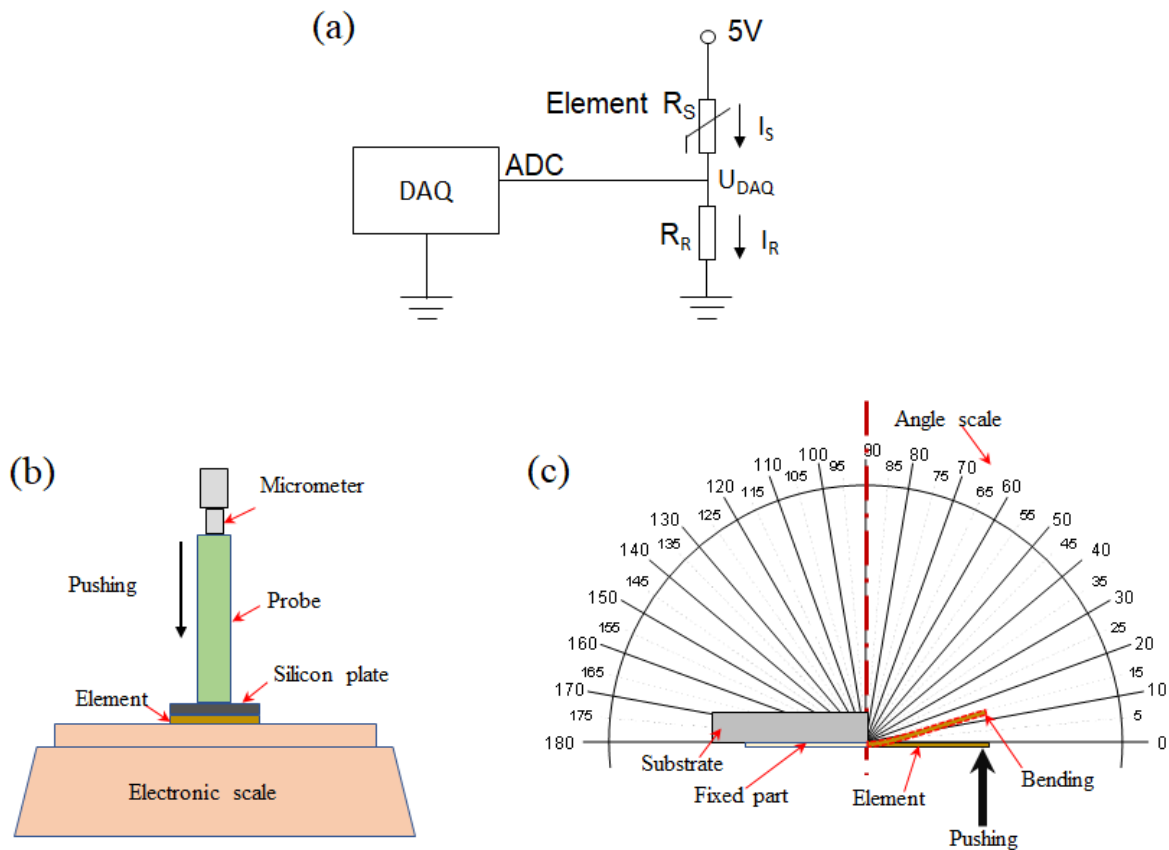 (a)
5V
Element R_S
I_S
ADC
DAQ
U_DAQ
R_R
I_R
(b)
Micrometer
Pushing
Probe
Silicon plate
Element
Electronic scale
(c)
Angle scale
90
100
80
95
85
110
70
105
75
120
60
115
65
130
50
125
55
140
40
135
45
150
30
145
35
160
20
155
25
170
10
165
15
175
5
180
0
Substrate
Fixed part
Element
Bending
Pushing